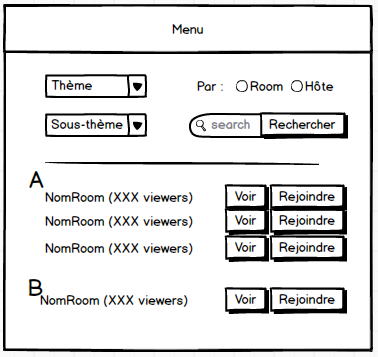 Menu
Thème Par : Room Hôte
Sous-thème search Rechercher
A
NomRoom (XXX viewers) Voir Rejoindre
NomRoom (XXX viewers) Voir Rejoindre
NomRoom (XXX viewers) Voir Rejoindre
B
NomRoom (XXX viewers) Voir Rejoindre